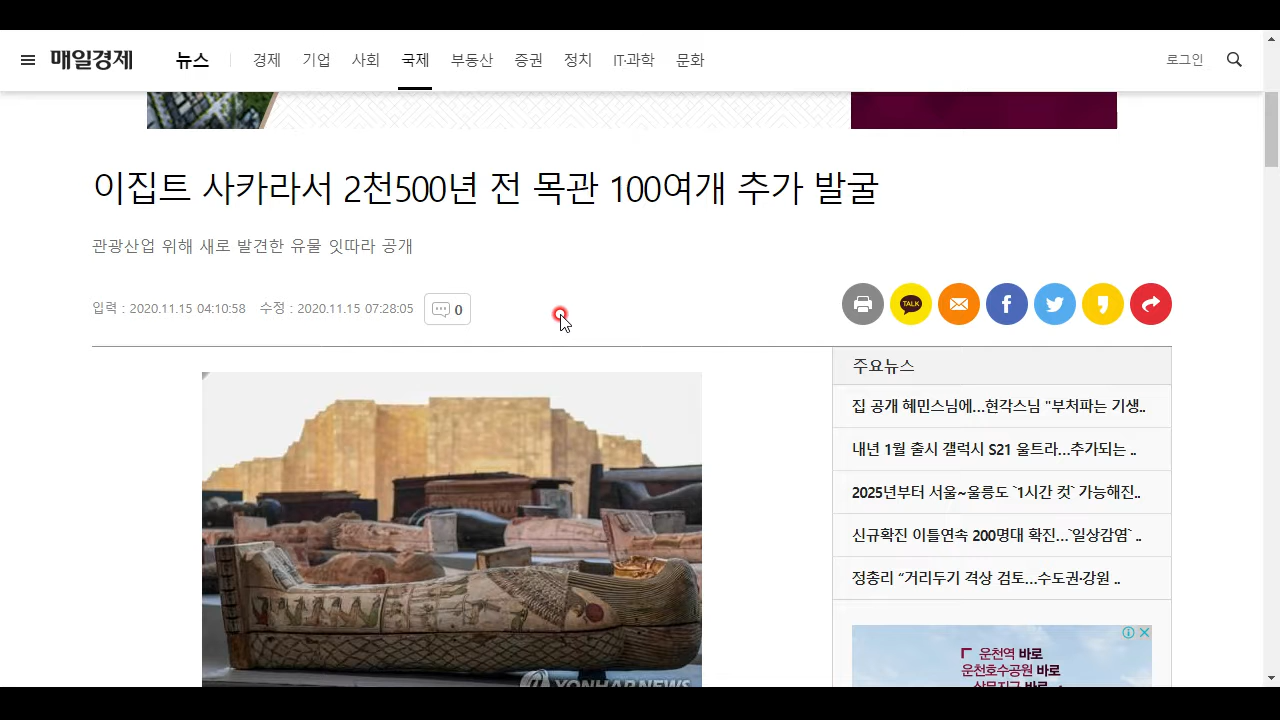 매일경제
뉴스 경제 기업 사회 국제 부동산 증권 정치 IT·과학 문화 로그인
이집트 사카라서 2천500년 전 목관 100여개 추가 발굴
관광산업 위해 새로 발견한 유물 잇따라 공개
입력 : 2020.11.15 04:10:58 수정 : 2020.11.15 07:28:05 0
TALK
주요뉴스
집 공개 혜민스님에…현각스님 "부처파는 기생..
내년 1월 출시 갤럭시 S21 울트라…추가되는 ..
2025년부터 서울~울릉도 `1시간 컷` 가능해진..
신규확진 이틀연속 200명대 확진…`일상감염` ..
정총리 “거리두기 격상 검토…수도권·강원 ..
운천역 바로
운천호수공원 바로
YONHAP NEWS